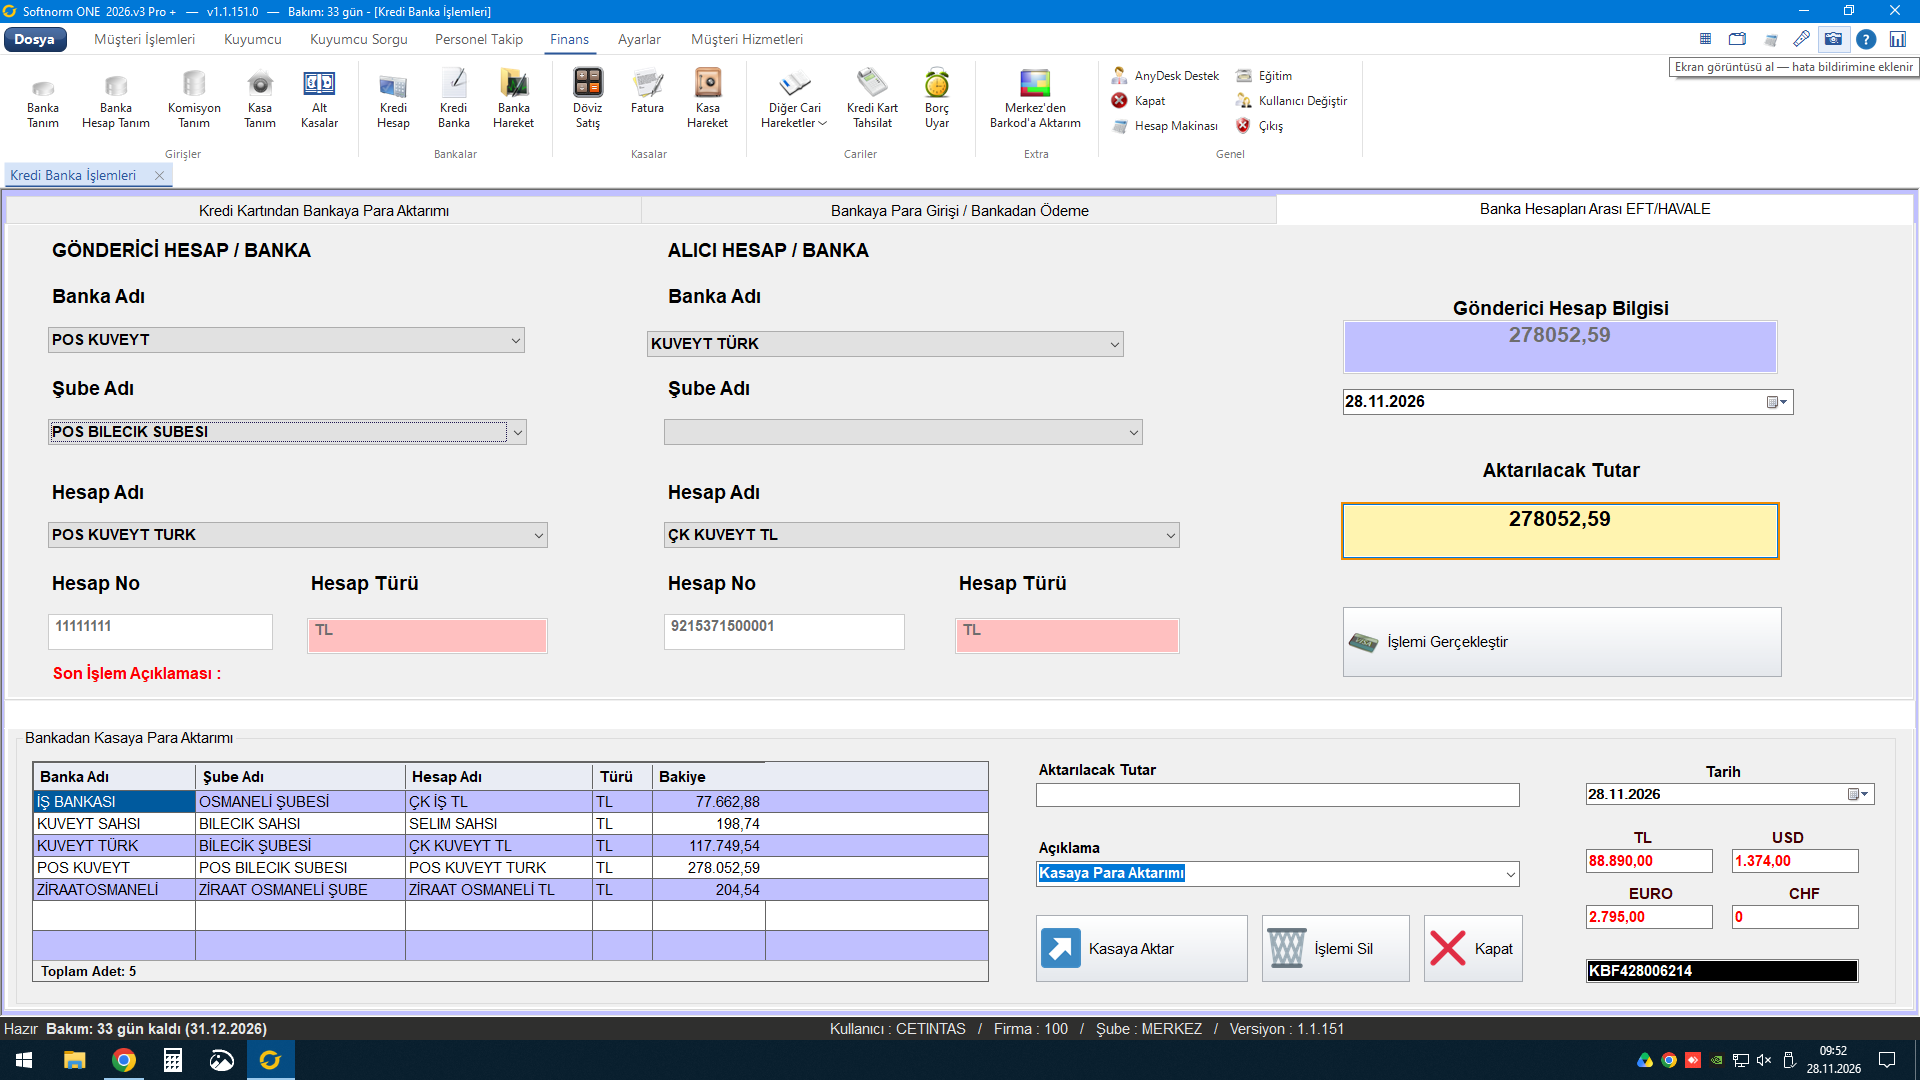 Softnorm ONE 2026.v3 Pro + — v1.1.151.0 — Bakım: 33 gün - [Kredi Banka İşlemleri]
Dosya Müşteri İşlemleri Kuyumcu Kuyumcu Sorgu Personel Takip Finans Ayarlar Müşteri Hizmetleri
Ekran görüntüsü al — hata bildirimine eklenir
Banka Tanım
Banka Hesap Tanım
Komisyon Tanım
Kasa Tanım
Alt Kasalar
Girişler
Kredi Hesap
Kredi Banka
Banka Hareket
Bankalar
Döviz Satış
Fatura
Kasa Hareket
Kasalar
Diğer Cari Hareketler
Kredi Kart Tahsilat
Borç Uyar
Cariler
Merkez'den Barkod'a Aktarım
Extra
AnyDesk Destek
Kapat
Hesap Makinası
Eğitim
Kullanıcı Değiştir
Çıkış
Genel
Kredi Banka İşlemleri
Kredi Kartından Bankaya Para Aktarımı
Bankaya Para Girişi / Bankadan Ödeme
Banka Hesapları Arası EFT/HAVALE
GÖNDERİCİ HESAP / BANKA
Banka Adı
POS KUVEYT
Şube Adı
POS BILECIK SUBESI
Hesap Adı
POS KUVEYT TURK
Hesap No Hesap Türü
11111111 TL
Son İşlem Açıklaması :
ALICI HESAP / BANKA
Banka Adı
KUVEYT TÜRK
Şube Adı
Hesap Adı
ÇK KUVEYT TL
Hesap No Hesap Türü
9215371500001 TL
Gönderici Hesap Bilgisi
278052,59
28.11.2026
Aktarılacak Tutar
278052,59
İşlemi Gerçekleştir
Bankadan Kasaya Para Aktarımı
Banka Adı Şube Adı Hesap Adı Türü Bakiye
İŞ BANKASI OSMANELİ ŞUBESİ ÇK İŞ TL TL 77.662,88
KUVEYT SAHSI BILECIK SAHSI SELIM SAHSI TL 198,74
KUVEYT TÜRK BİLECİK ŞUBESİ ÇK KUVEYT TL TL 117.749,54
POS KUVEYT POS BILECIK SUBESI POS KUVEYT TURK TL 278.052,59
ZİRAATOSMANELİ ZİRAAT OSMANELİ ŞUBE ZİRAAT OSMANELİ TL TL 204,54
Toplam Adet: 5
Aktarılacak Tutar
Açıklama
Kasaya Para Aktarımı
Kasaya Aktar
İşlemi Sil
Kapat
Tarih
28.11.2026
TL USD
88.890,00 1.374,00
EURO CHF
2.795,00 0
KBF428006214
Hazır Bakım: 33 gün kaldı (31.12.2026) Kullanıcı : CETINTAS / Firma : 100 / Şube : MERKEZ / Versiyon : 1.1.151
09:52
28.11.2026